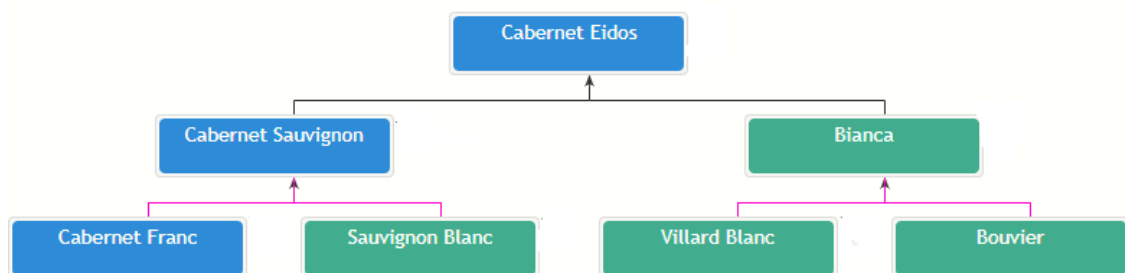 Cabernet Eidos
Cabernet Sauvignon
Bianca
Cabernet Franc
Sauvignon Blanc
Villard Blanc
Bouvier